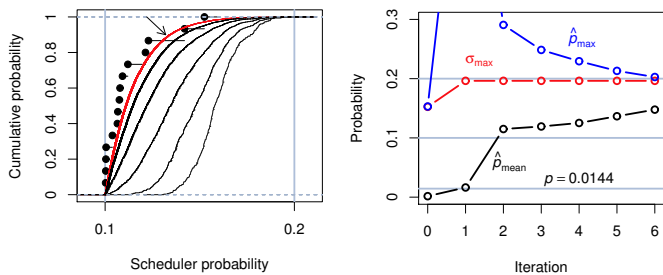 1
0.8
0.6
0.4
0.2
0
Cumulative probability
0.1
0.2
Scheduler probability
0.3
0.2
0.1
0
Probability
p̂max
σmax
p̂mean
p = 0.0144
0 1 2 3 4 5 6
Iteration